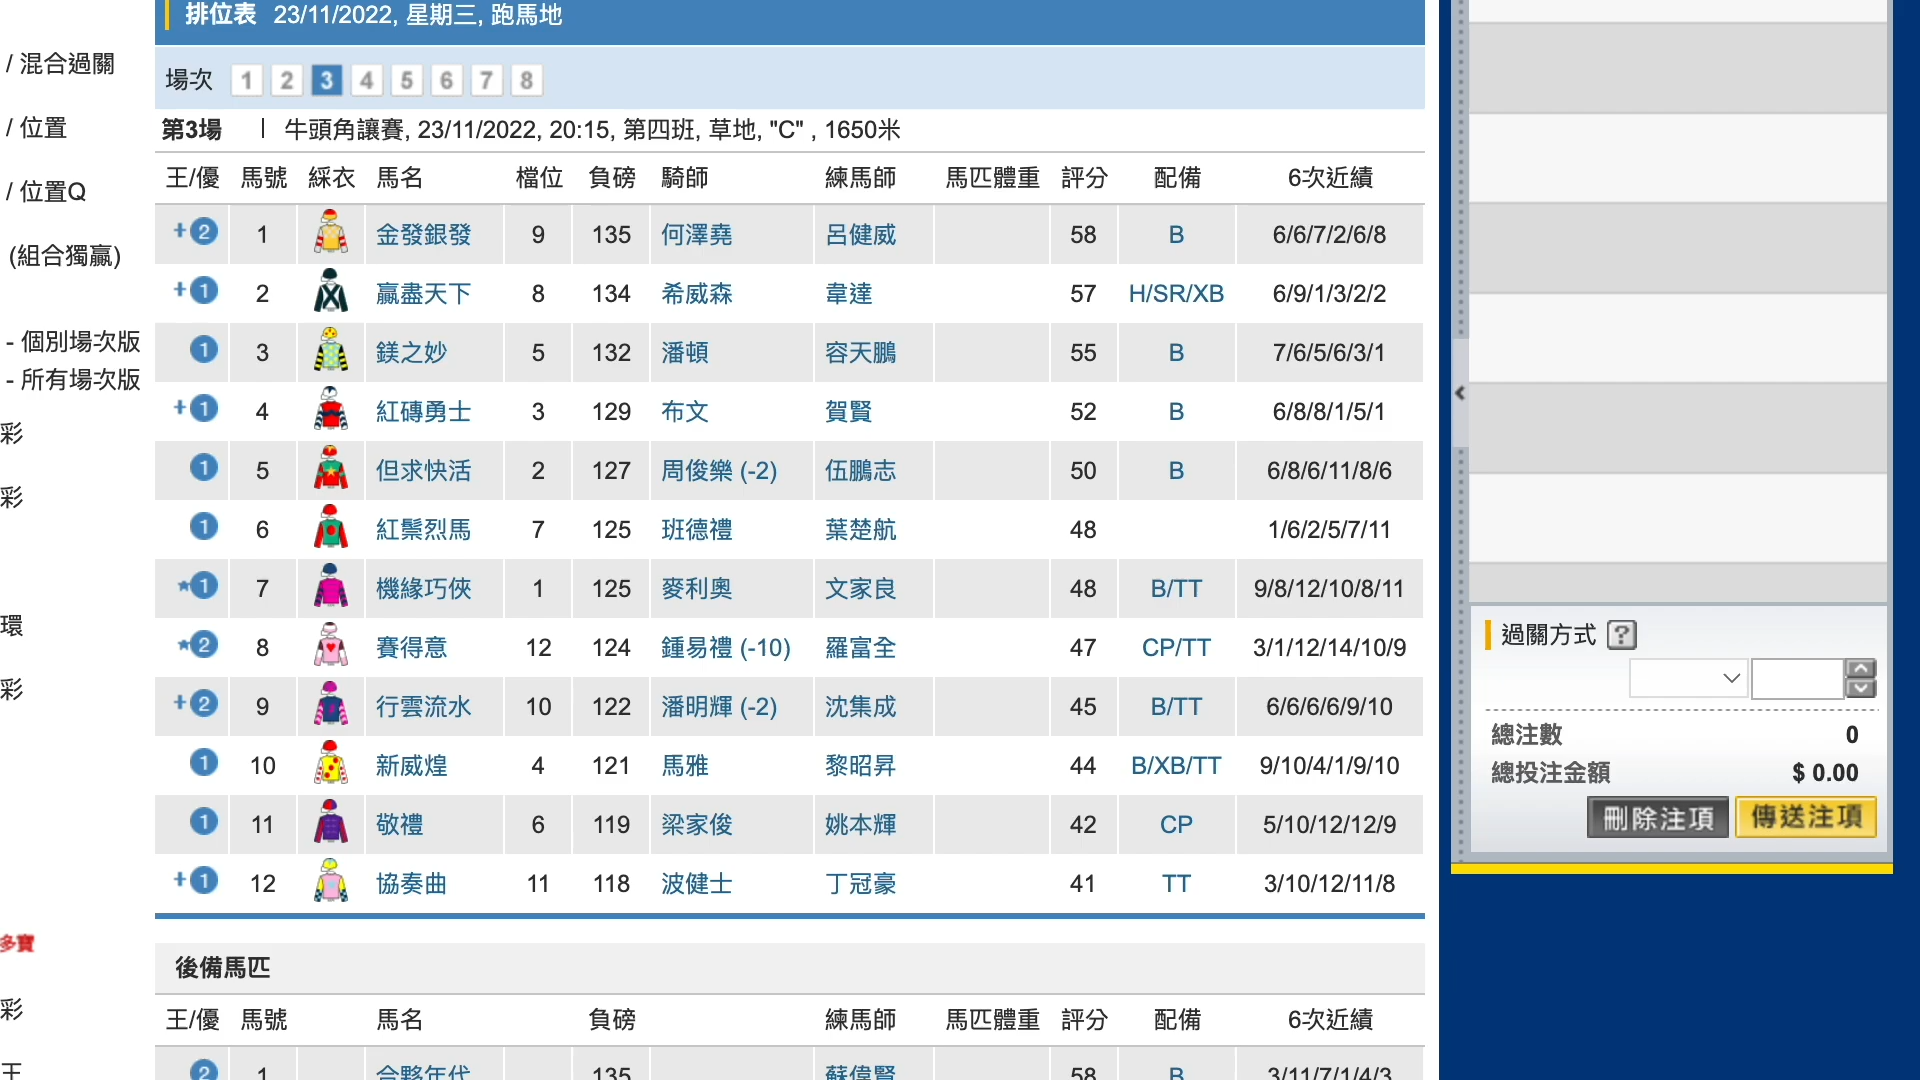 排位表 23/11/2022, 星期三, 跑馬地
/ 混合過關
/ 位置
/ 位置Q
(組合獨贏)
- 個別場次版
- 所有場次版
彩
彩
環
彩
多寶
彩
王
場次 1 2 3 4 5 6 7 8
第3場 | 牛頭角讓賽, 23/11/2022, 20:15, 第四班, 草地, "C" , 1650米
王/優 馬號 綵衣 馬名 檔位 負磅 騎師 練馬師 馬匹體重 評分 配備 6次近績
+2 1 金發銀發 9 135 何澤堯 呂健威 58 B 6/6/7/2/6/8
+1 2 贏盡天下 8 134 希威森 韋達 57 H/SR/XB 6/9/1/3/2/2
1 3 鎂之妙 5 132 潘頓 容天鵬 55 B 7/6/5/6/3/1
+1 4 紅磚勇士 3 129 布文 賀賢 52 B 6/8/8/1/5/1
1 5 但求快活 2 127 周俊樂 (-2) 伍鵬志 50 B 6/8/6/11/8/6
1 6 紅鬃烈馬 7 125 班德禮 葉楚航 48 1/6/2/5/7/11
★1 7 機緣巧俠 1 125 麥利奧 文家良 48 B/TT 9/8/12/10/8/11
★2 8 賽得意 12 124 鍾易禮 (-10) 羅富全 47 CP/TT 3/1/12/14/10/9
+2 9 行雲流水 10 122 潘明輝 (-2) 沈集成 45 B/TT 6/6/6/6/9/10
1 10 新威煌 4 121 馬雅 黎昭昇 44 B/XB/TT 9/10/4/1/9/10
1 11 敬禮 6 119 梁家俊 姚本輝 42 CP 5/10/12/12/9
+1 12 協奏曲 11 118 波健士 丁冠豪 41 TT 3/10/12/11/8
後備馬匹
王/優 馬號 馬名 負磅 練馬師 馬匹體重 評分 配備 6次近績
2 1 合夥年代 135 蘇偉賢 58 B 3/11/7/1/4/3
過關方式 ?
總注數 0
總投注金額 $ 0.00
刪除注項 傳送注項